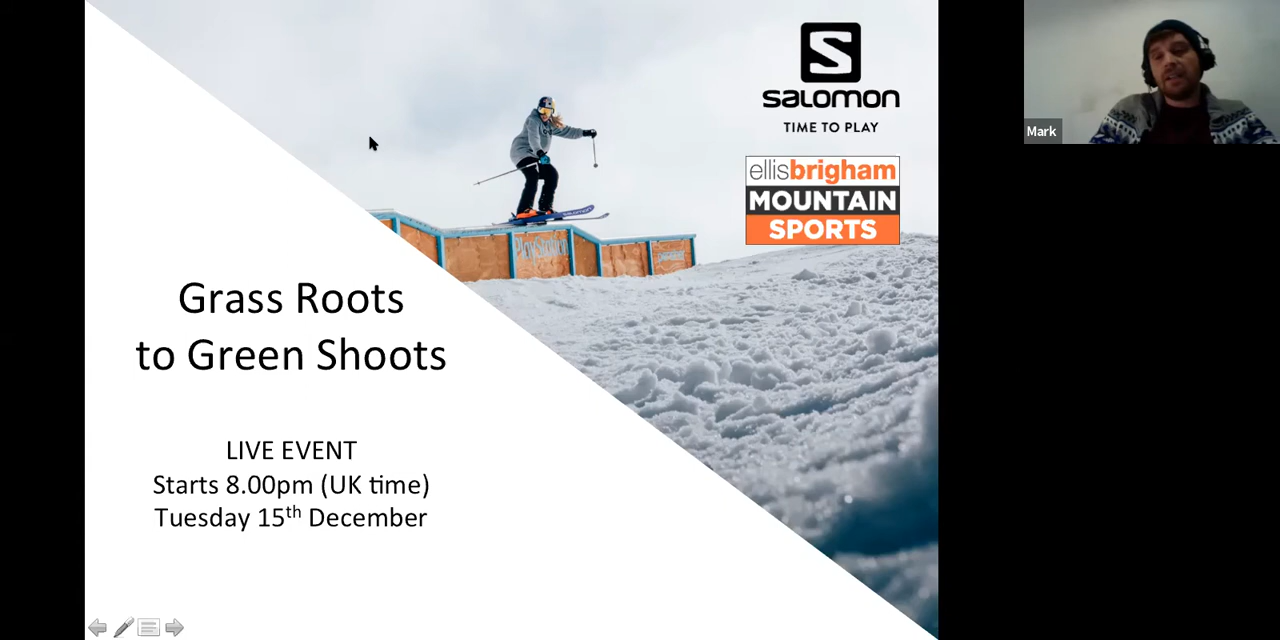 SALOMON
TIME TO PLAY
ellisbrigham
MOUNTAIN
SPORTS
Mark
PlayStation
Grass Roots
to Green Shoots
LIVE EVENT
Starts 8.00pm (UK time)
Tuesday 15th December